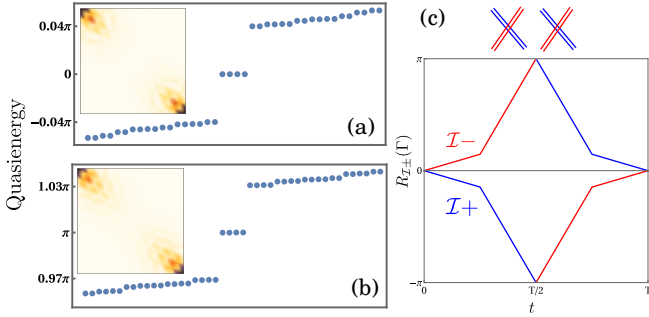 Quasienergy
0.04π
0
−0.04π
(a)
1.03π
π
0.97π
(b)
(c)
R_{ℐ±}(Γ)
π
0
−π
ℐ−
ℐ+
0
T/2
T
t